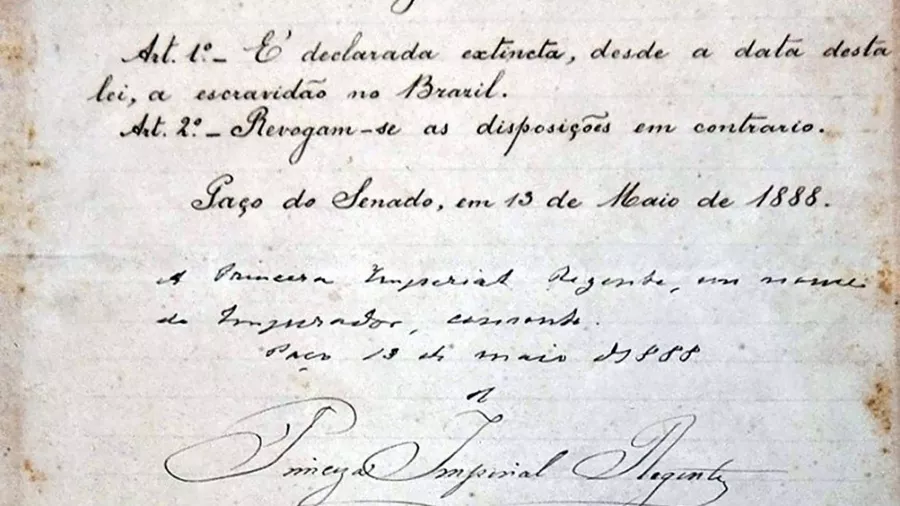 Art. 1º._ É declarada extincta, desde a data desta
lei, a escravidão no Brazil.
Art. 2º._ Revogam-se as disposições em contrario.
Paço do Senado, em 13 de Maio de 1888.
A Princeza Imperial Regente, em nome
do Imperador, consente.
Paço 13 de maio de 1888
A
Princeza Imperial Regente